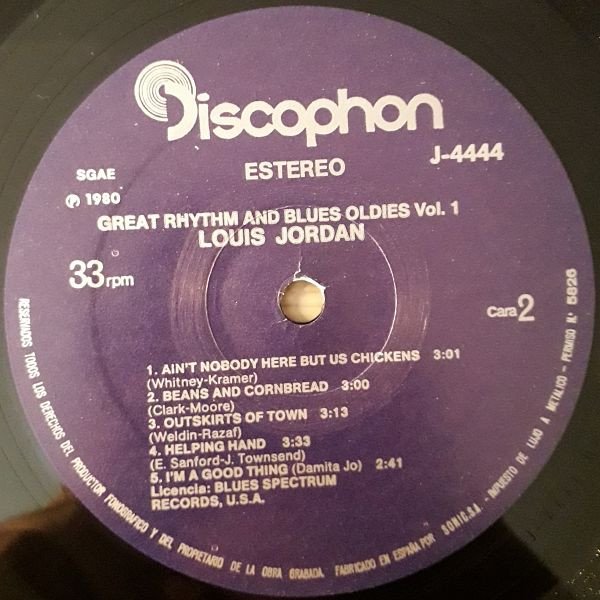 Discophon
SGAE
ESTEREO
J-4444
℗ 1980
GREAT RHYTHM AND BLUES OLDIES Vol. 1
LOUIS JORDAN
33 rpm
Cara 2
1. AIN'T NOBODY HERE BUT US CHICKENS 3:01
(Whitney-Kramer)
2. BEANS AND CORNBREAD 3:00
(Clark-Moore)
3. OUTSKIRTS OF TOWN 3:13
(Weldin-Razaf)
4. HELPING HAND 3:33
(E. Sanford-J. Townsend)
5. I'M A GOOD THING (Damita Jo) 2:41
Licencia: BLUES SPECTRUM
RECORDS, U.S.A.
RESERVADOS TODOS LOS DERECHOS DEL PRODUCTOR FONOGRAFICO Y DEL PROPIETARIO DE LA OBRA GRABADA. FABRICADO EN ESPAÑA POR SONIC.S.A. - IMPUESTO DE LUJO A METALICO - PERMISO N.º 5826